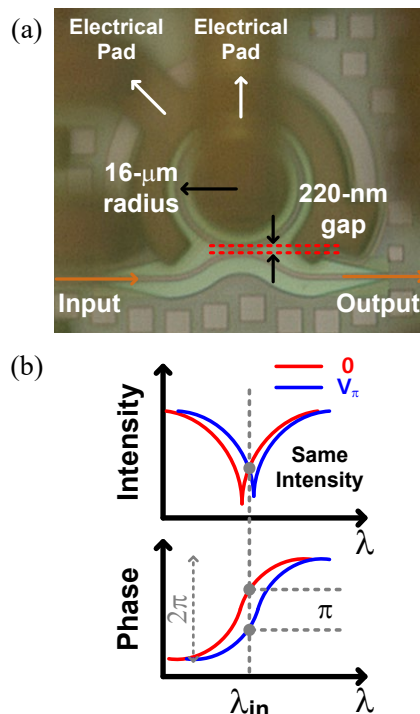 (a)
Electrical
Pad
Electrical
Pad
16-μm
radius
220-nm
gap
Input
Output
(b)
0
Vπ
Intensity
Same
Intensity
λ
Phase
2π
π
λ
λin